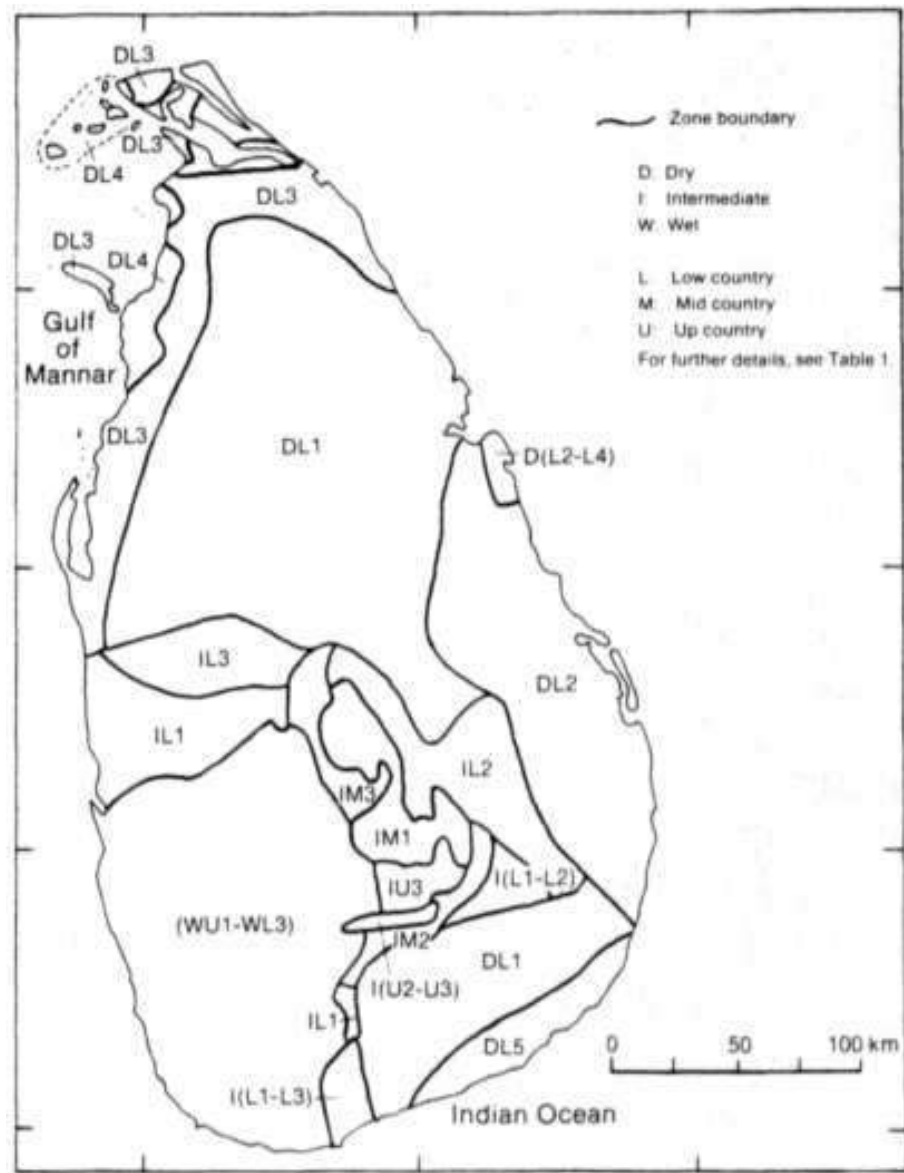 DL3
Zone boundary
DL3
D: Dry
DL4
I: Intermediate
DL3
W: Wet
DL3
DL4
L: Low country
M: Mid country
U: Up country
Gulf
of
Mannar
For further details, see Table 1.
DL3
DL1
D(L2-L4)
IL3
DL2
IL1
IL2
IM3
IM1
IU3
I(L1-L2)
(WU1-WL3)
IM2
DL1
I(U2-U3)
IL1
DL5
0 50 100 km
I(L1-L3)
Indian Ocean